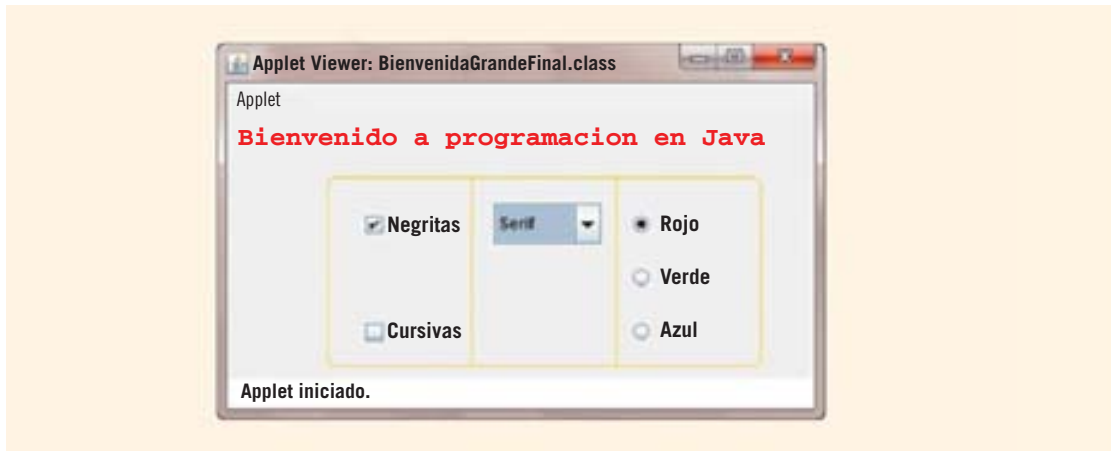 Applet Viewer: BienvenidaGrandeFinal.class
Applet
Bienvenido a programacion en Java
Negritas
Serif
Rojo
Verde
Cursivas
Azul
Applet iniciado.